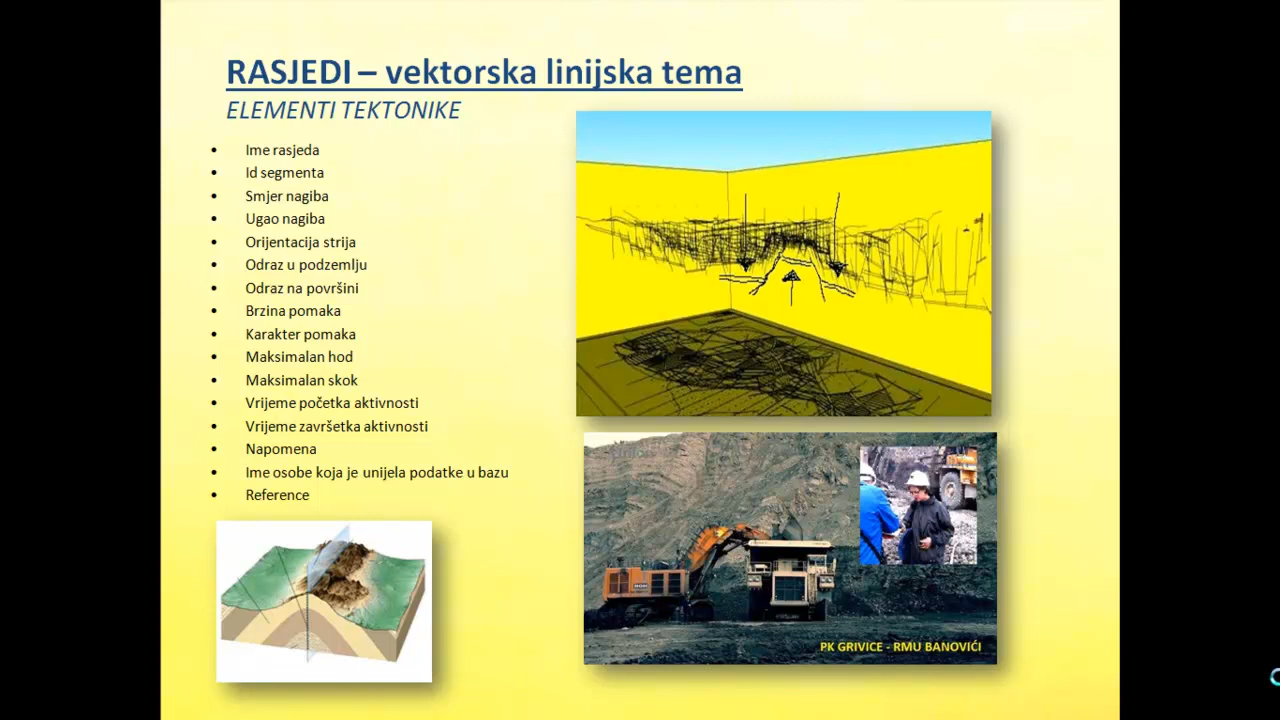 RASJEDI – vektorska linijska tema
ELEMENTI TEKTONIKE
• Ime rasjeda
• Id segmenta
• Smjer nagiba
• Ugao nagiba
• Orijentacija strija
• Odraz u podzemlju
• Odraz na površini
• Brzina pomaka
• Karakter pomaka
• Maksimalan hod
• Maksimalan skok
• Vrijeme početka aktivnosti
• Vrijeme završetka aktivnosti
• Napomena
• Ime osobe koja je unijela podatke u bazu
• Reference
PK GRIVICE - RMU BANOVIĆI